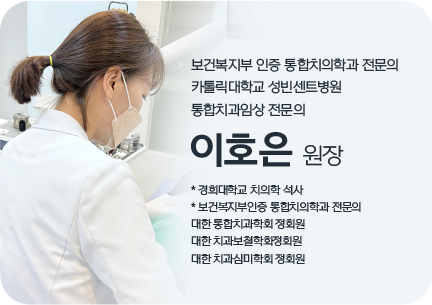 보건복지부 인증 통합치의학과 전문의
카톨릭대학교 성빈센트병원
통합치과임상 전문의
이호은 원장
* 경희대학교 치의학 석사
* 보건복지부인증 통합치의학과 전문의
대한 통합치과학회 정회원
대한 치과보철학회정회원
대한 치과심미학회 정회원